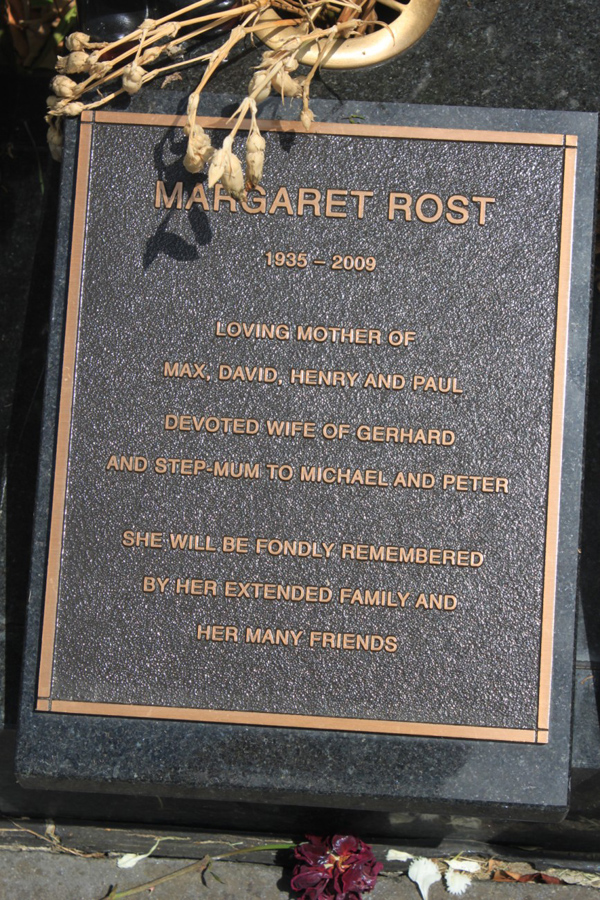 MARGARET ROST
1935 – 2009
LOVING MOTHER OF
MAX, DAVID, HENRY AND PAUL
DEVOTED WIFE OF GERHARD
AND STEP-MUM TO MICHAEL AND PETER
SHE WILL BE FONDLY REMEMBERED
BY HER EXTENDED FAMILY AND
HER MANY FRIENDS